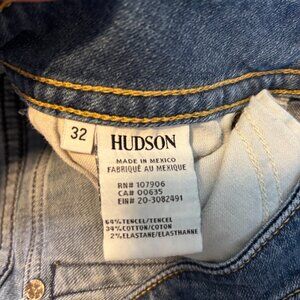 32
HUDSON
MADE IN MEXICO
FABRIQUÉ AU MEXIQUE
RN# 107906
CA# 00635
EIN# 20-3082491
64% TENCEL/TENCEL
34% COTTON/COTON
2% ELASTANE/ELASTHANNE